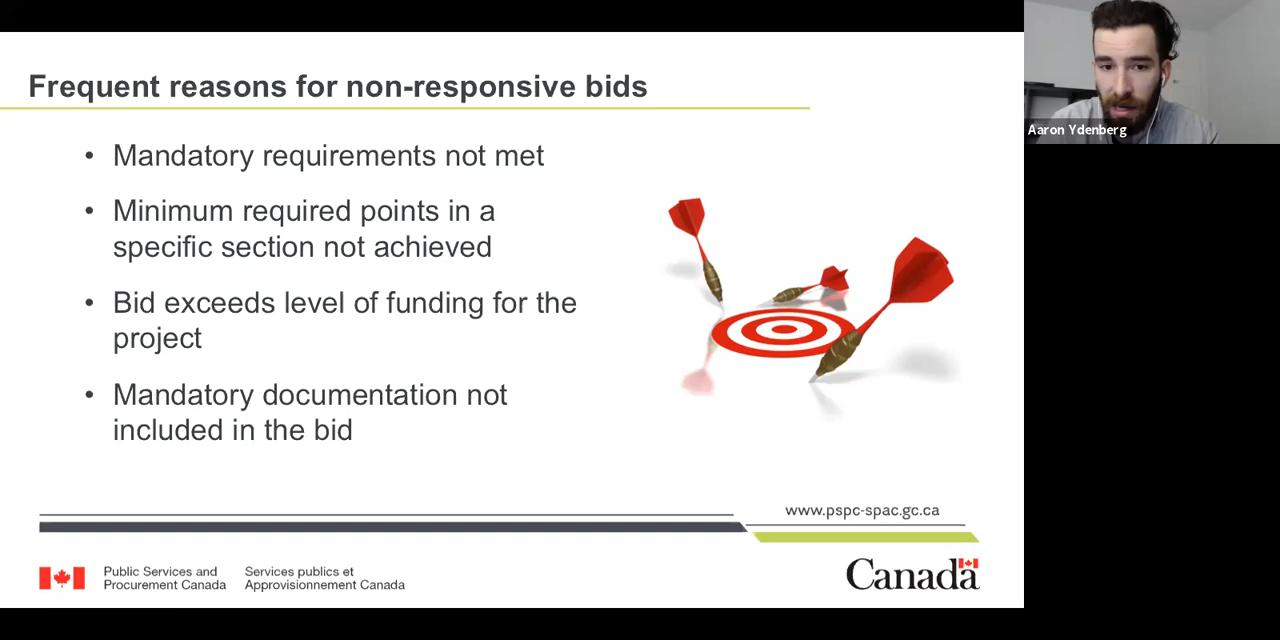 Frequent reasons for non-responsive bids
• Mandatory requirements not met
• Minimum required points in a
specific section not achieved
• Bid exceeds level of funding for the
project
• Mandatory documentation not
included in the bid
www.pspc-spac.gc.ca
Public Services and
Procurement Canada
Services publics et
Approvisionnement Canada
Canada
Aaron Ydenberg